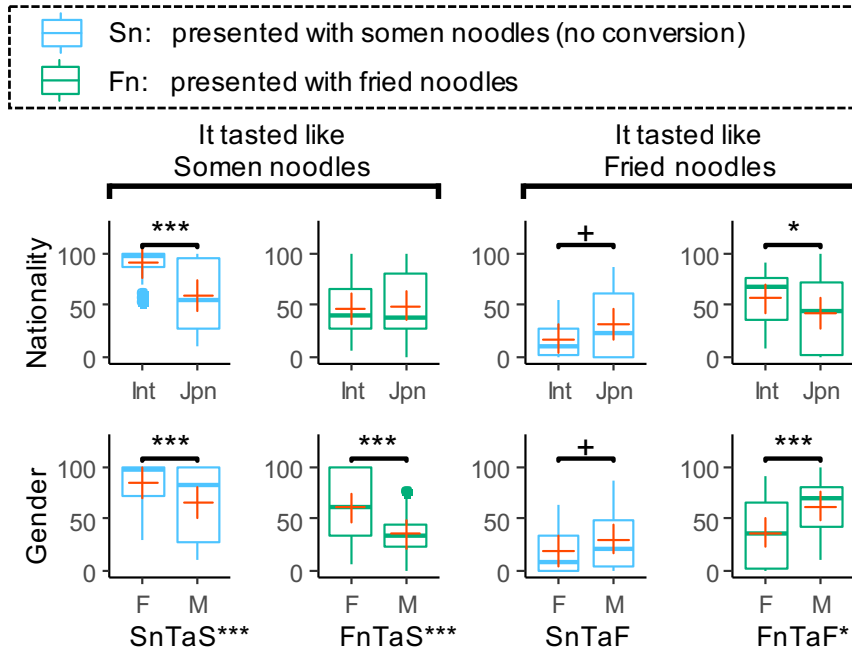 Sn: presented with somen noodles (no conversion)
Fn: presented with fried noodles
It tasted like
Somen noodles
It tasted like
Fried noodles
Nationality
*** + *
100 100 100 100
50 50 50 50
0 0 0 0
Int Jpn Int Jpn Int Jpn Int Jpn
Gender
*** *** + ***
100 100 100 100
50 50 50 50
0 0 0 0
F M F M F M F M
SnTaS*** FnTaS*** SnTaF FnTaF*